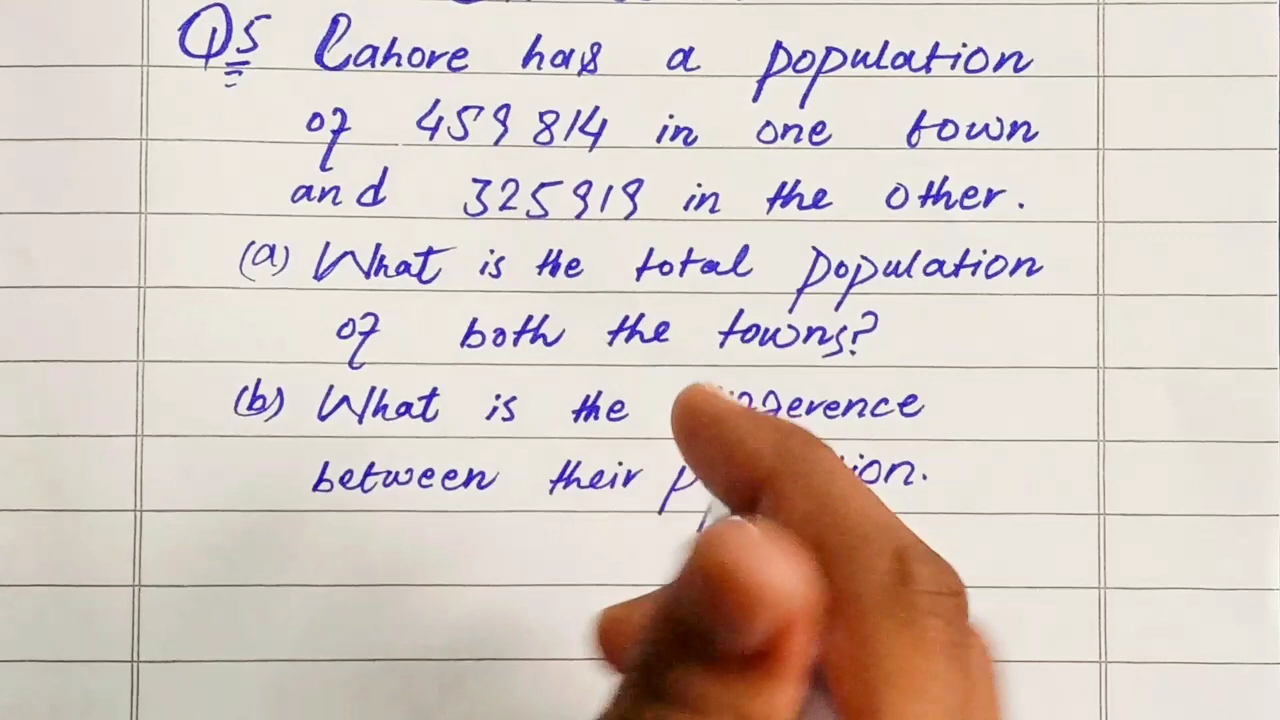 Q5 Lahore has a population
of 459814 in one town
and 325919 in the other.
(a) What is the total population
of both the towns?
(b) What is the
between their